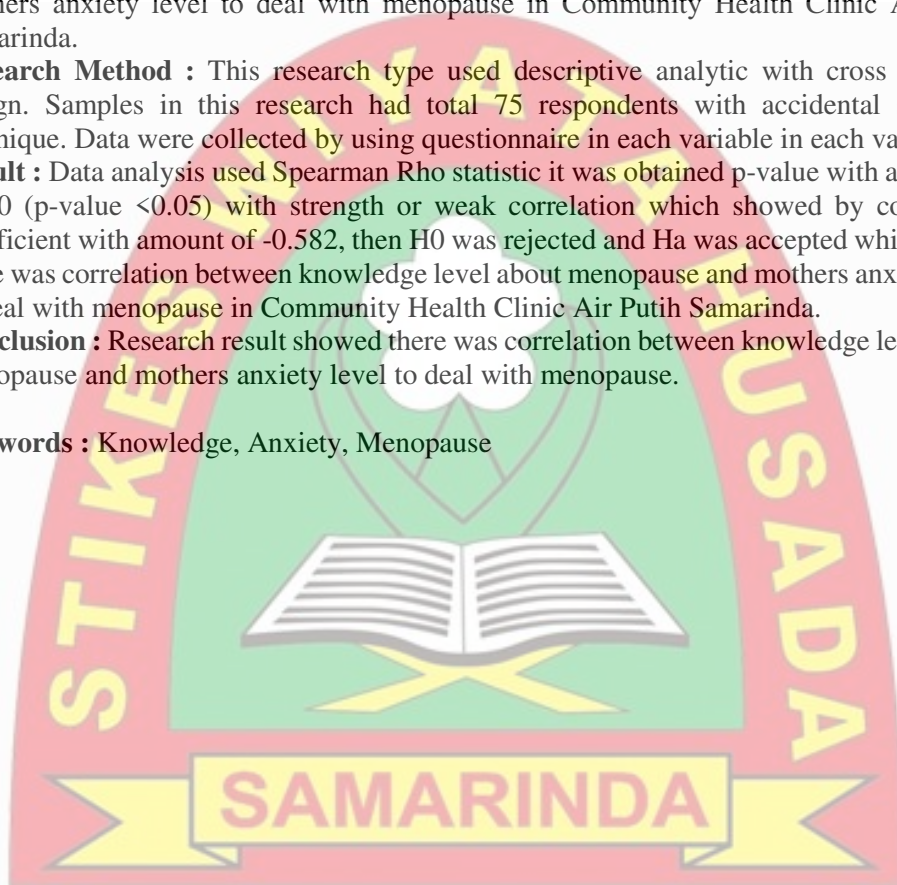 hers anxiety level to deal with menopause in Community Health Clinic A
arinda.
earch Method : This research type used descriptive analytic with cross
gn. Samples in this research had total 75 respondents with accidental
nique. Data were collected by using questionnaire in each variable in each va
ult : Data analysis used Spearman Rho statistic it was obtained p-value with a
0 (p-value <0.05) with strength or weak correlation which showed by co
fficient with amount of -0.582, then H0 was rejected and Ha was accepted whi
e was correlation between knowledge level about menopause and mothers anx
eal with menopause in Community Health Clinic Air Putih Samarinda.
clusion : Research result showed there was correlation between knowledge le
opause and mothers anxiety level to deal with menopause.
words : Knowledge, Anxiety, Menopause
STIKES WIYATA HUSADA
SAMARINDA